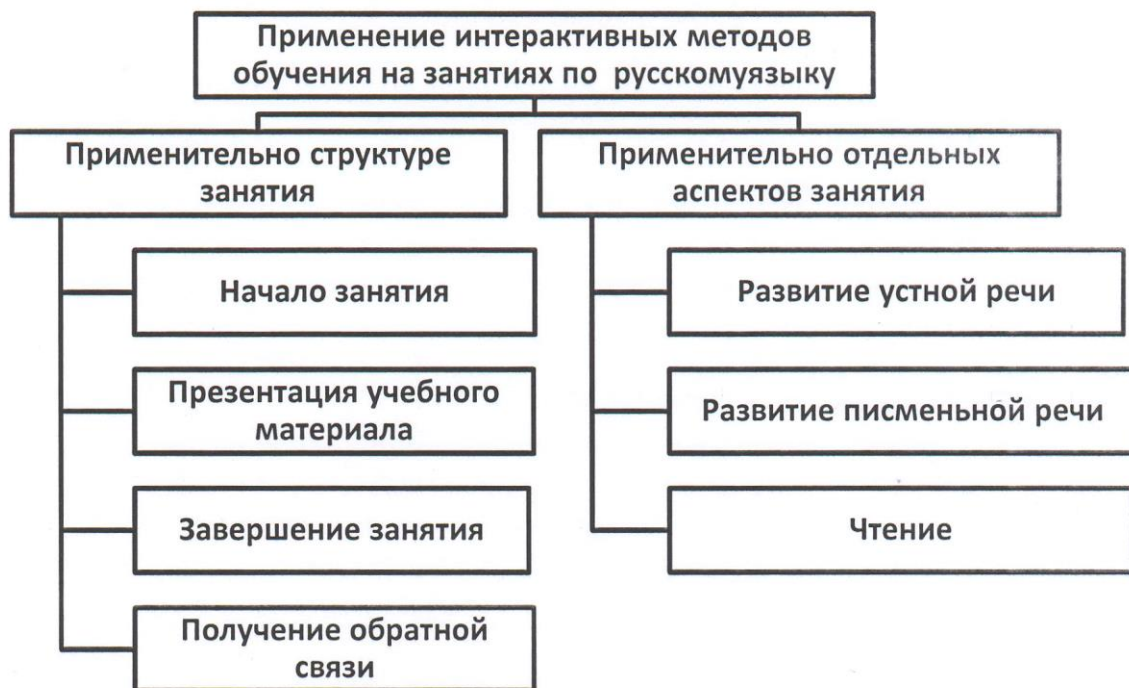 Применение интерактивных методов
обучения на занятиях по русскомуязыку
Применительно структуре
занятия
Применительно отдельных
аспектов занятия
Начало занятия
Презентация учебного
материала
Завершение занятия
Получение обратной
связи
Развитие устной речи
Развитие писменьной речи
Чтение